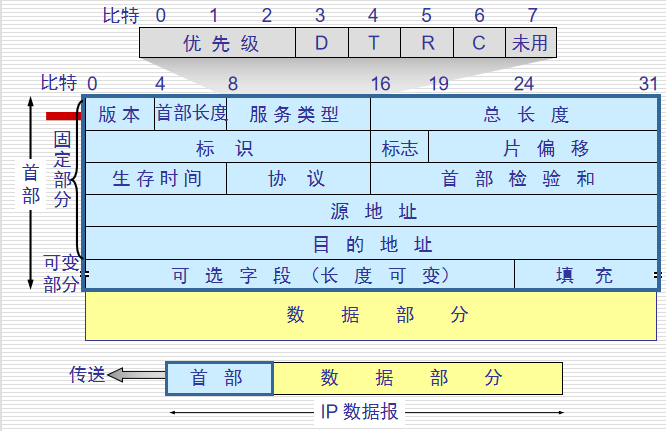 比特 0 1 2 3 4 5 6 7
优先级 D T R C 未用
比特 0 4 8 16 19 24 31
版本 首部长度 服务类型 总长度
标识 标志 片偏移
生存时间 协议 首部检验和
源地址
目的地址
可选字段（长度可变） 填充
首部
固定部分
可变
部分
数据部分
传送 首部 数据部分
IP 数据报